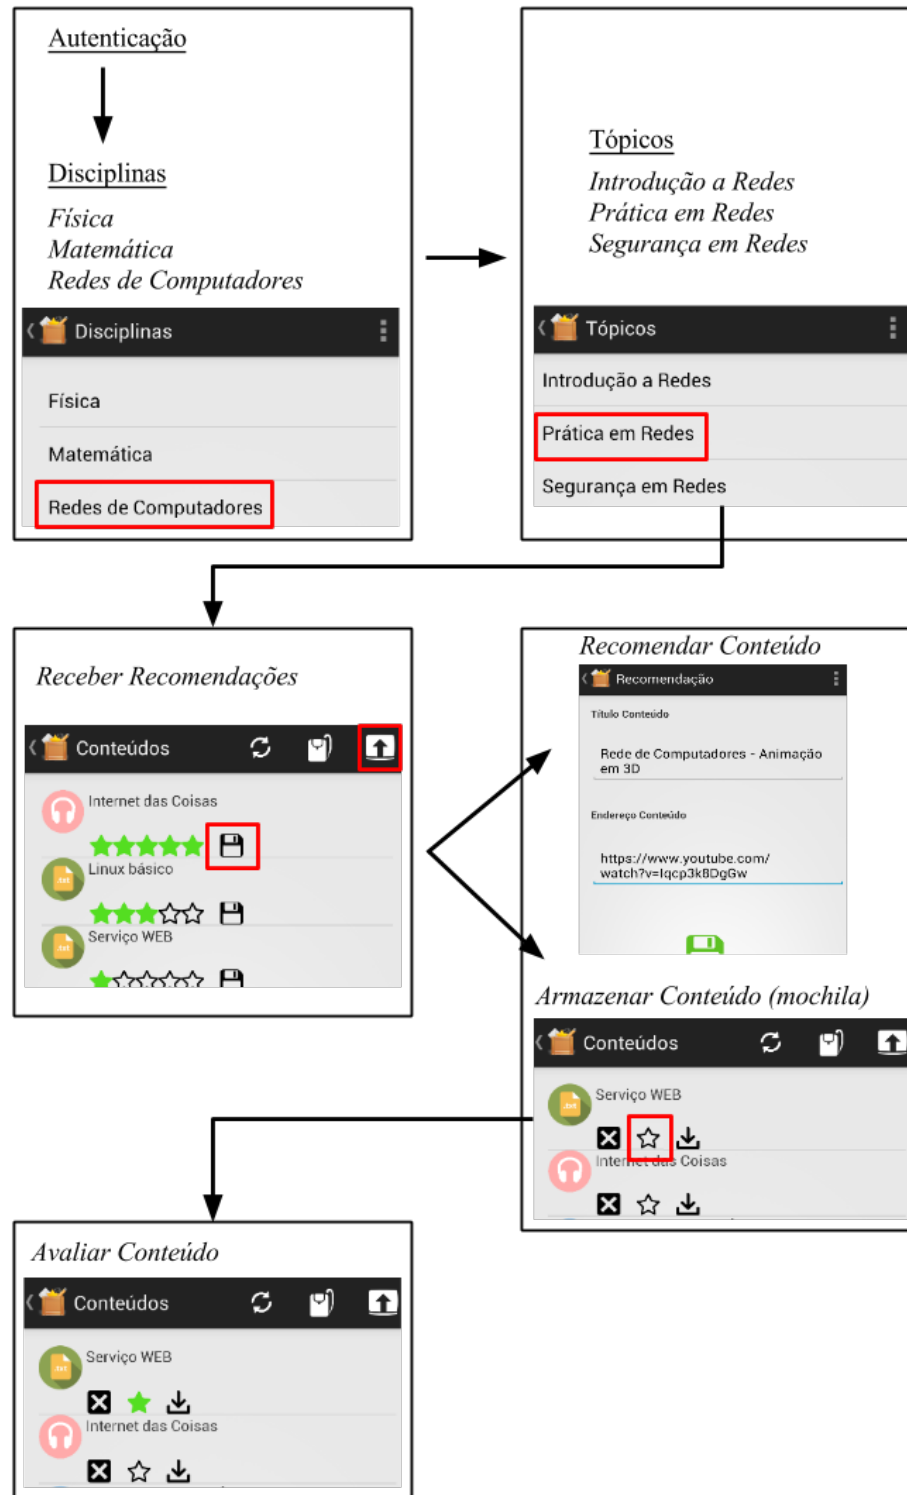 Autenticação
Disciplinas
Física
Matemática
Redes de Computadores
Disciplinas
Física
Matemática
Redes de Computadores
Tópicos
Introdução a Redes
Prática em Redes
Segurança em Redes
Tópicos
Introdução a Redes
Prática em Redes
Segurança em Redes
Receber Recomendações
Conteúdos
Internet das Coisas
Linux básico
.txt
Serviço WEB
.txt
Recomendar Conteúdo
Recomendação
Título Conteúdo
Rede de Computadores - Animação
em 3D
Endereço Conteúdo
https://www.youtube.com/
watch?v=Iqcp3k8DgGw
Armazenar Conteúdo (mochila)
Conteúdos
Serviço WEB
.txt
Internet das Coisas
Avaliar Conteúdo
Conteúdos
Serviço WEB
.txt
Internet das Coisas